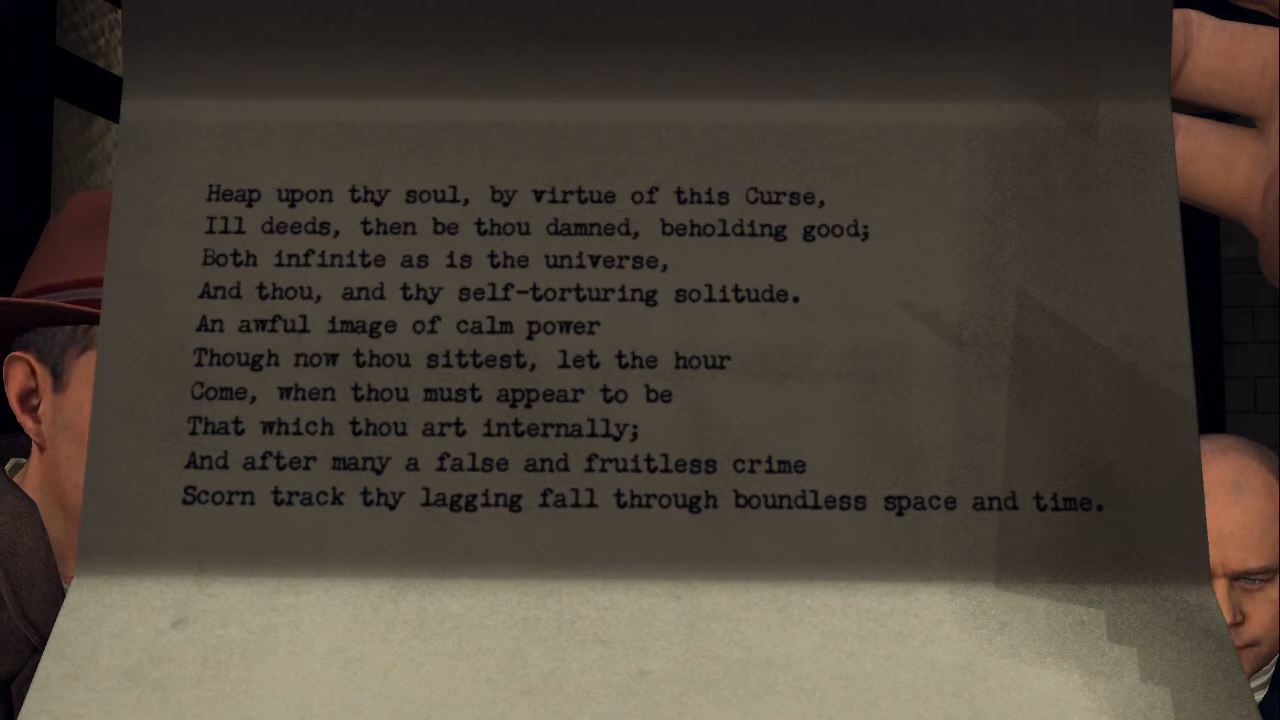 Heap upon thy soul, by virtue of this Curse,
Ill deeds, then be thou damned, beholding good;
Both infinite as is the universe,
And thou, and thy self-torturing solitude.
An awful image of calm power
Though now thou sittest, let the hour
Come, when thou must appear to be
That which thou art internally;
And after many a false and fruitless crime
Scorn track thy lagging fall through boundless space and time.